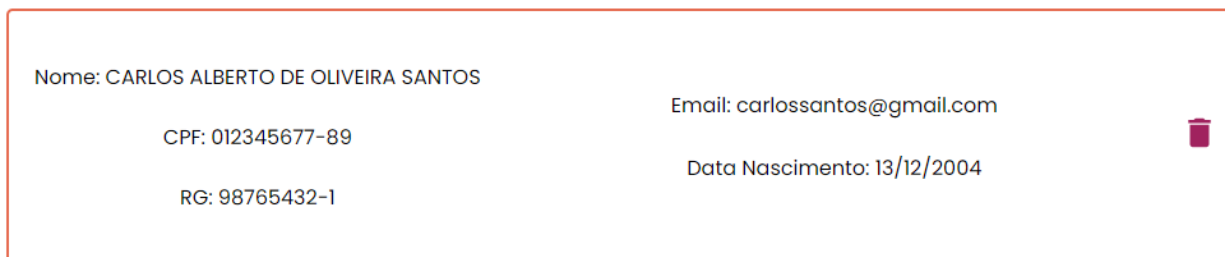 Nome: CARLOS ALBERTO DE OLIVEIRA SANTOS
CPF: 012345677-89
RG: 98765432-1
Email: carlossantos@gmail.com
Data Nascimento: 13/12/2004